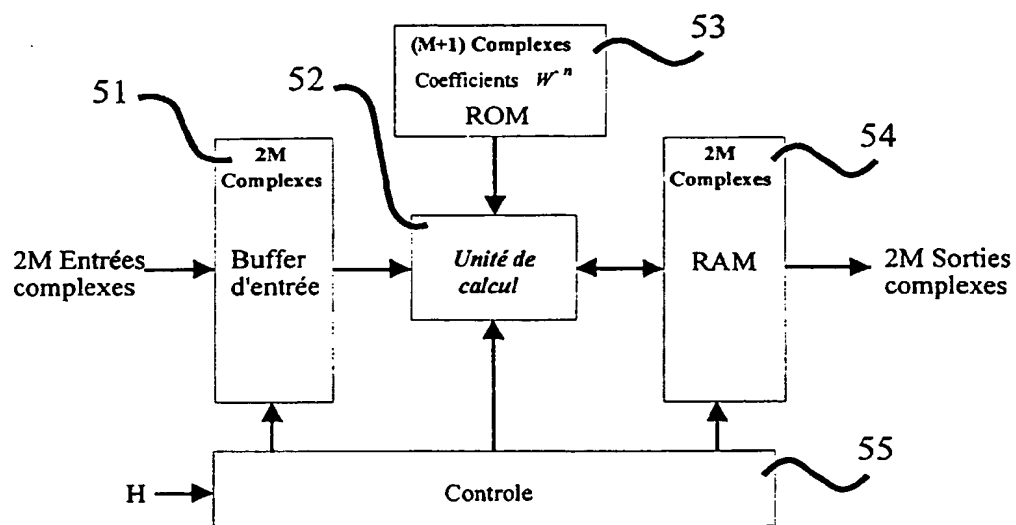 53
(M+1) Complexes
Coefficients W^-n
ROM
52
51
2M
Complexes
Buffer
d'entrée
2M Entrées
complexes
Unité de
calcul
54
2M
Complexes
RAM
2M Sorties
complexes
55
H
Controle